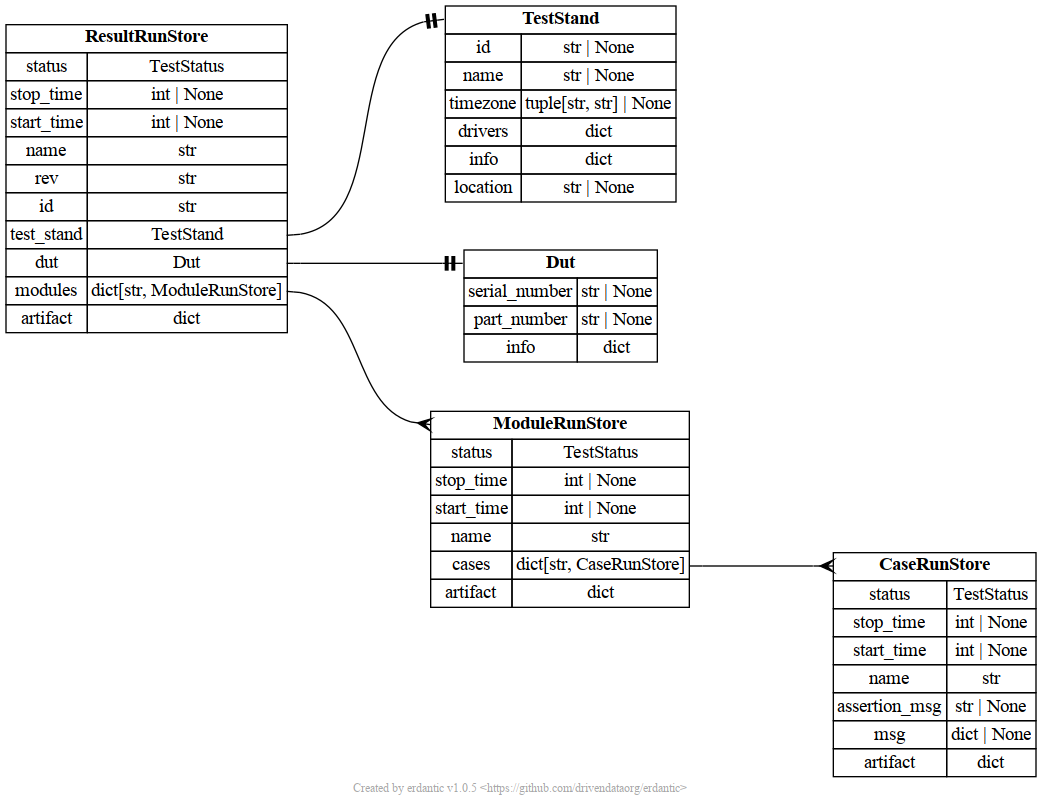 ResultRunStore
status TestStatus
stop_time int | None
start_time int | None
name str
rev str
id str
test_stand TestStand
dut Dut
modules dict[str, ModuleRunStore]
artifact dict
TestStand
id str | None
name str | None
timezone tuple[str, str] | None
drivers dict
info dict
location str | None
Dut
serial_number str | None
part_number str | None
info dict
ModuleRunStore
status TestStatus
stop_time int | None
start_time int | None
name str
cases dict[str, CaseRunStore]
artifact dict
CaseRunStore
status TestStatus
stop_time int | None
start_time int | None
name str
assertion_msg str | None
msg dict | None
artifact dict
Created by erdantic v1.0.5 <https://github.com/drivendataorg/erdantic>